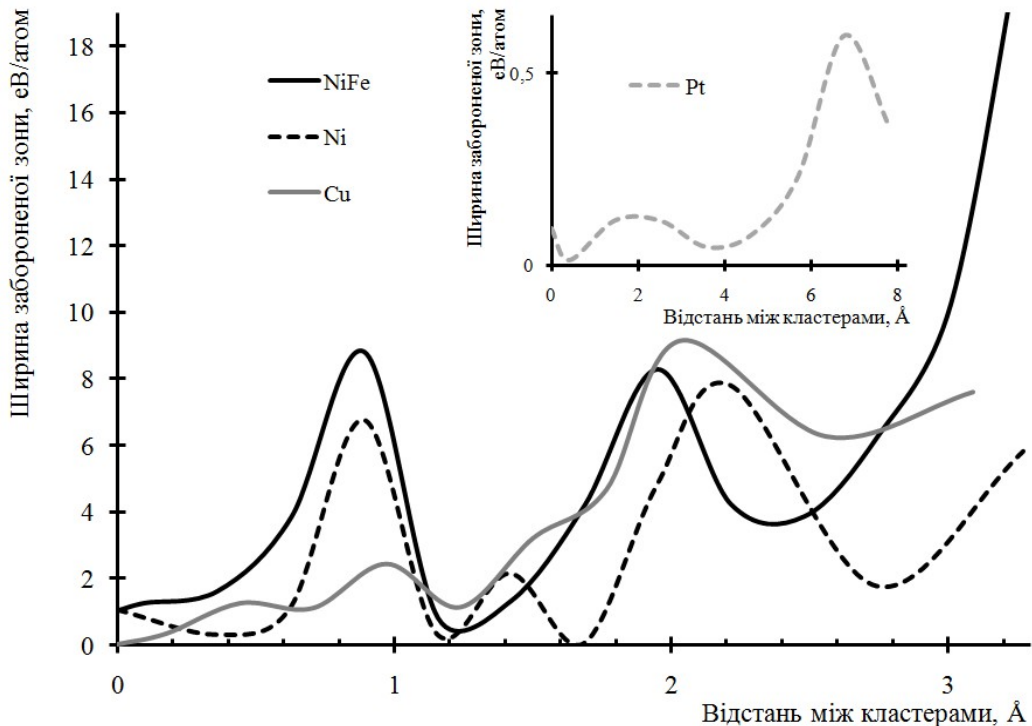 Ширина забороненої зони, еВ/атом
18
16
14
12
10
8
6
4
2
0
0
1
2
3
Відстань між кластерами, Å
NiFe
Ni
Cu
Ширина забороненої зони,
еВ/атом
0,5
0
Pt
0
2
4
6
8
Відстань між кластерами, Å